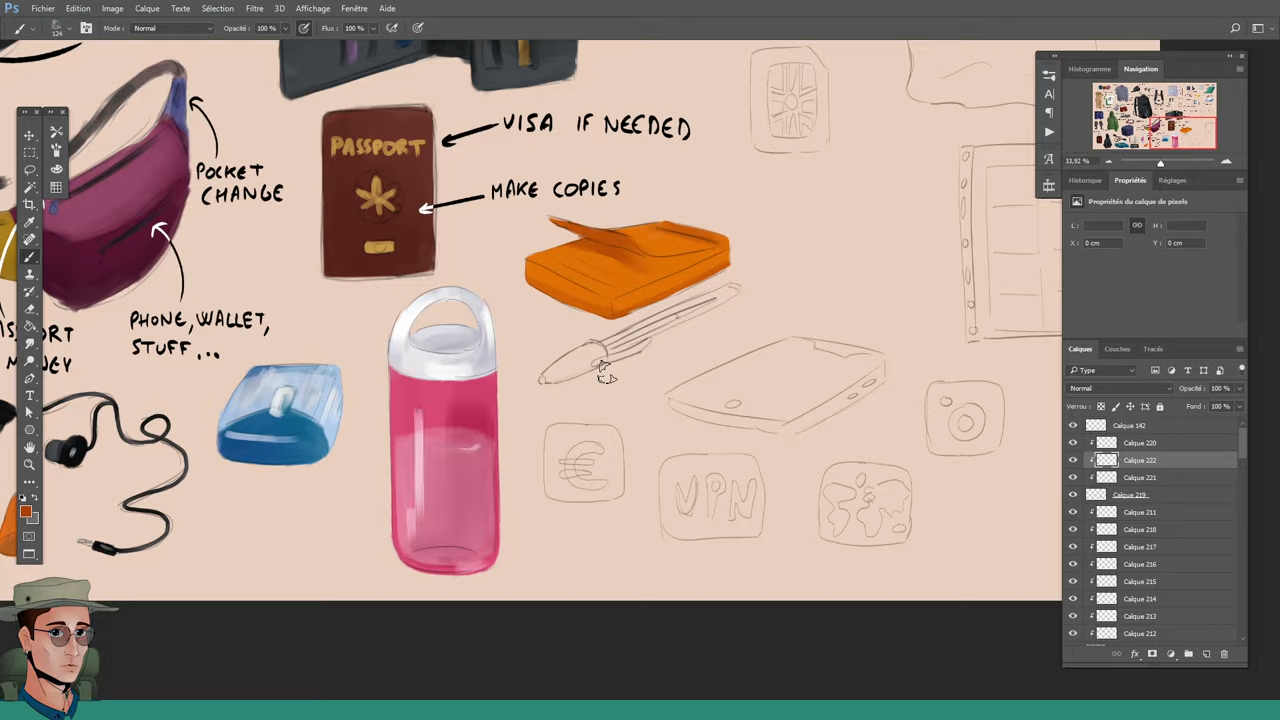 Fichier Edition Image Calque Texte Sélection Filtre 3D Affichage Fenêtre Aide
124 Mode : Normal Opacité : 100 % Flux : 100 %
Histogramme Navigation
33,92 %
Historique Propriétés Réglages
Propriétés du calque de pixels
L : H :
X : 0 cm Y : 0 cm
Calques Couches Tracés
Type
Normal Opacité : 100 %
Verrou : Fond : 100 %
Calque 142
Calque 220
Calque 222
Calque 221
Calque 219
Calque 211
Calque 218
Calque 217
Calque 216
Calque 215
Calque 214
Calque 213
Calque 212
PASSPORT
VISA IF NEEDED
MAKE COPIES
POCKET
CHANGE
PHONE, WALLET,
STUFF...
€
VPN